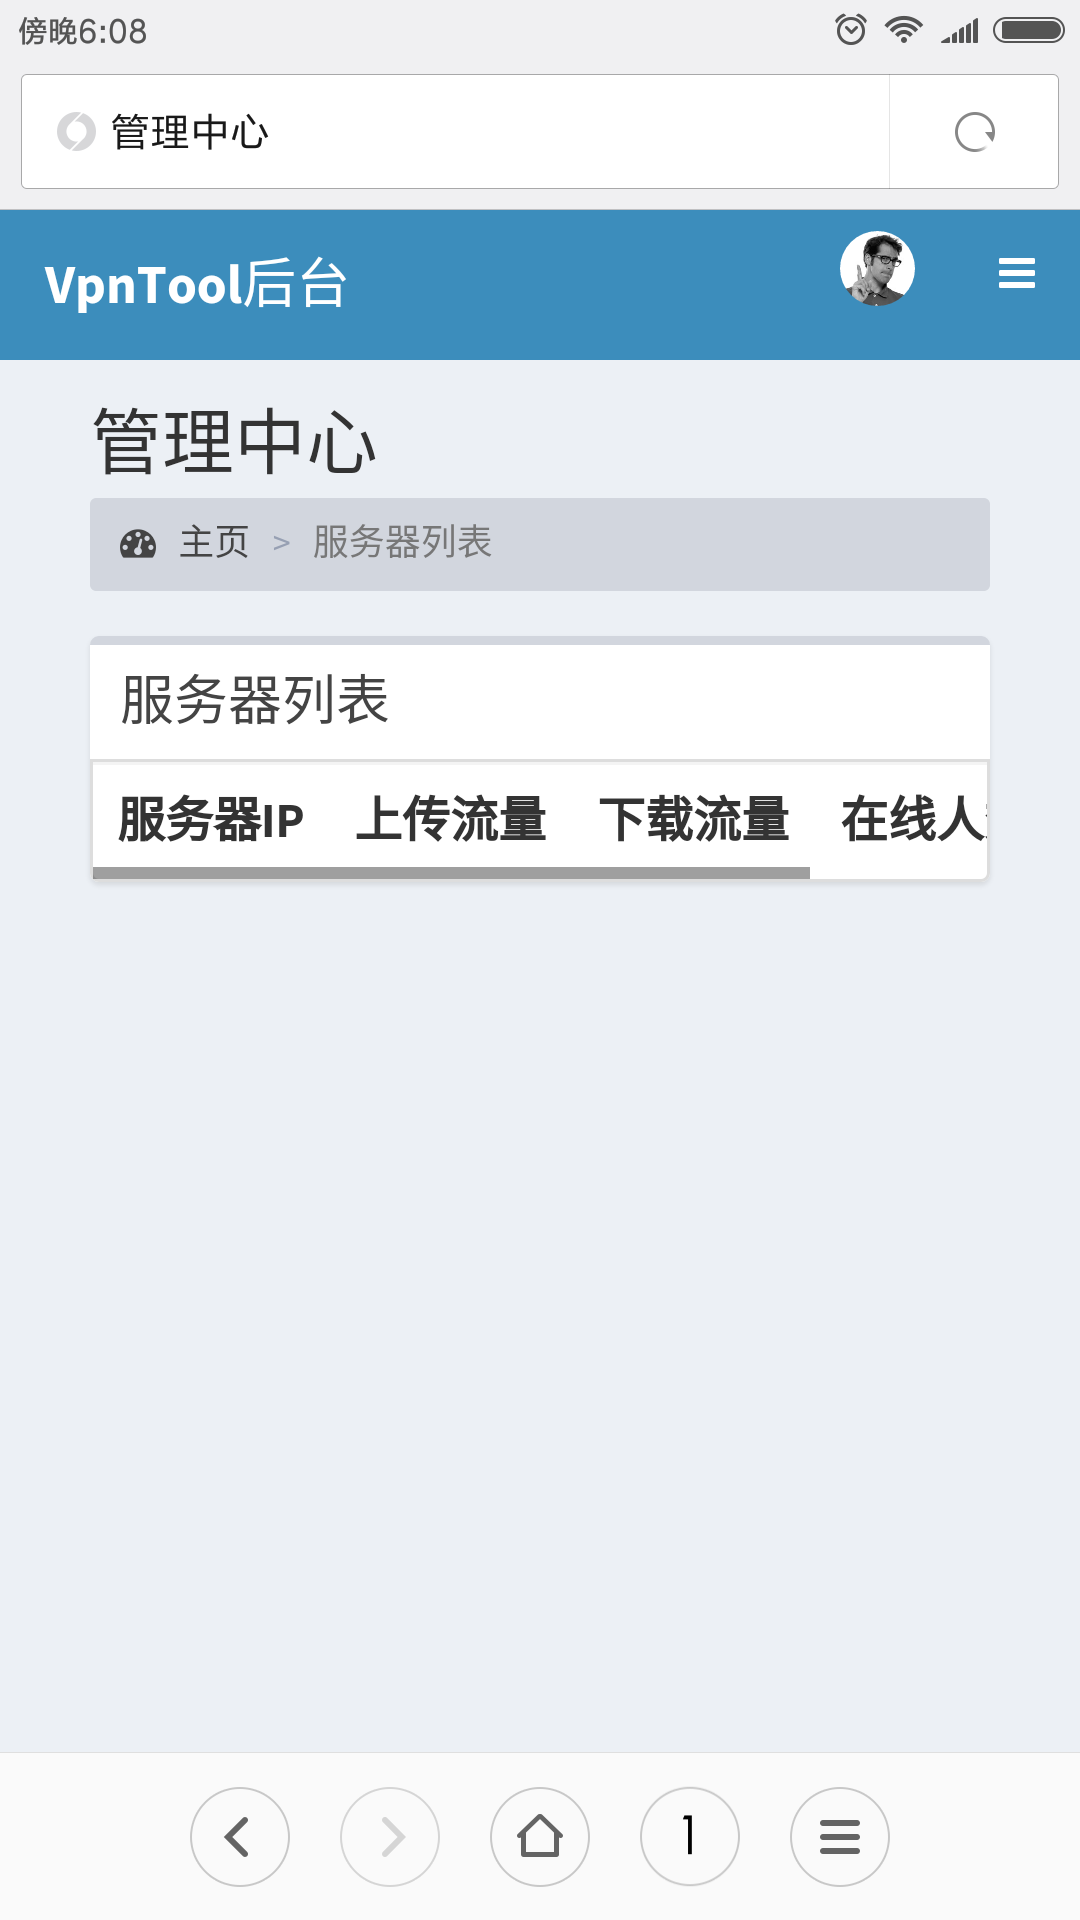 傍晚6:08
管理中心
VpnTool后台
管理中心
主页 > 服务器列表
服务器列表
服务器IP 上传流量 下载流量 在线人
1